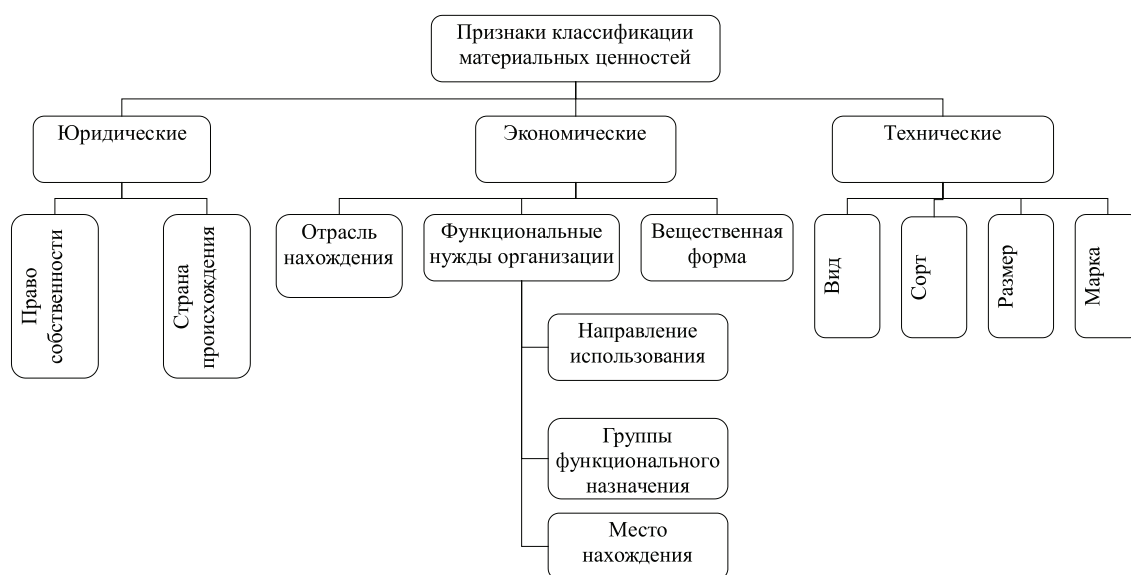 Признаки классификации
материальных ценностей
Юридические
Экономические
Технические
Право
собственности
Страна
происхождения
Отрасль
нахождения
Функциональные
нужды организации
Вещественная
форма
Вид
Сорт
Размер
Марка
Направление
использования
Группы
функционального
назначения
Место
нахождения